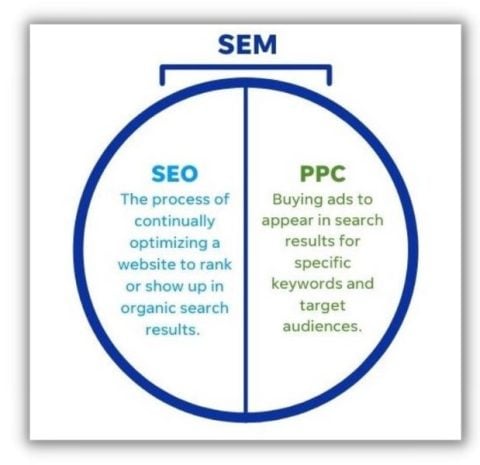 SEM
SEO
The process of
continually
optimizing a
website to rank
or show up in
organic search
results.
PPC
Buying ads to
appear in search
results for
specific
keywords and
target
audiences.